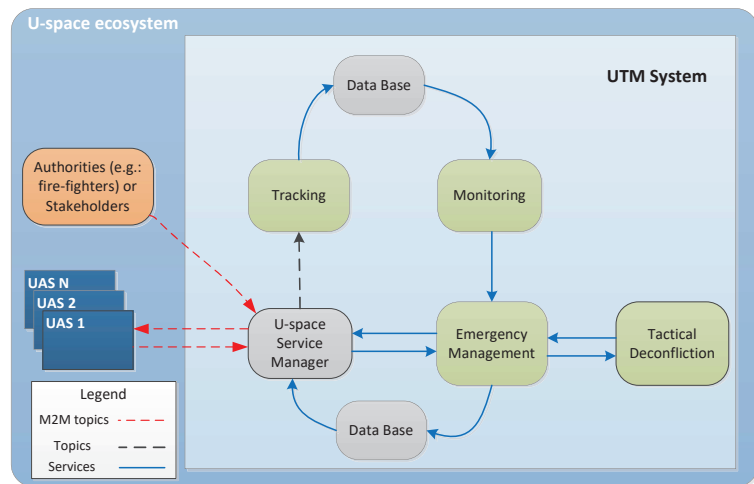 U-space ecosystem
UTM System
Data Base
Authorities (e.g.:
fire-fighters) or
Stakeholders
Tracking
Monitoring
UAS N
UAS 2
UAS 1
U-space
Service
Manager
Emergency
Management
Tactical
Deconfliction
Data Base
Legend
M2M topics
Topics
Services